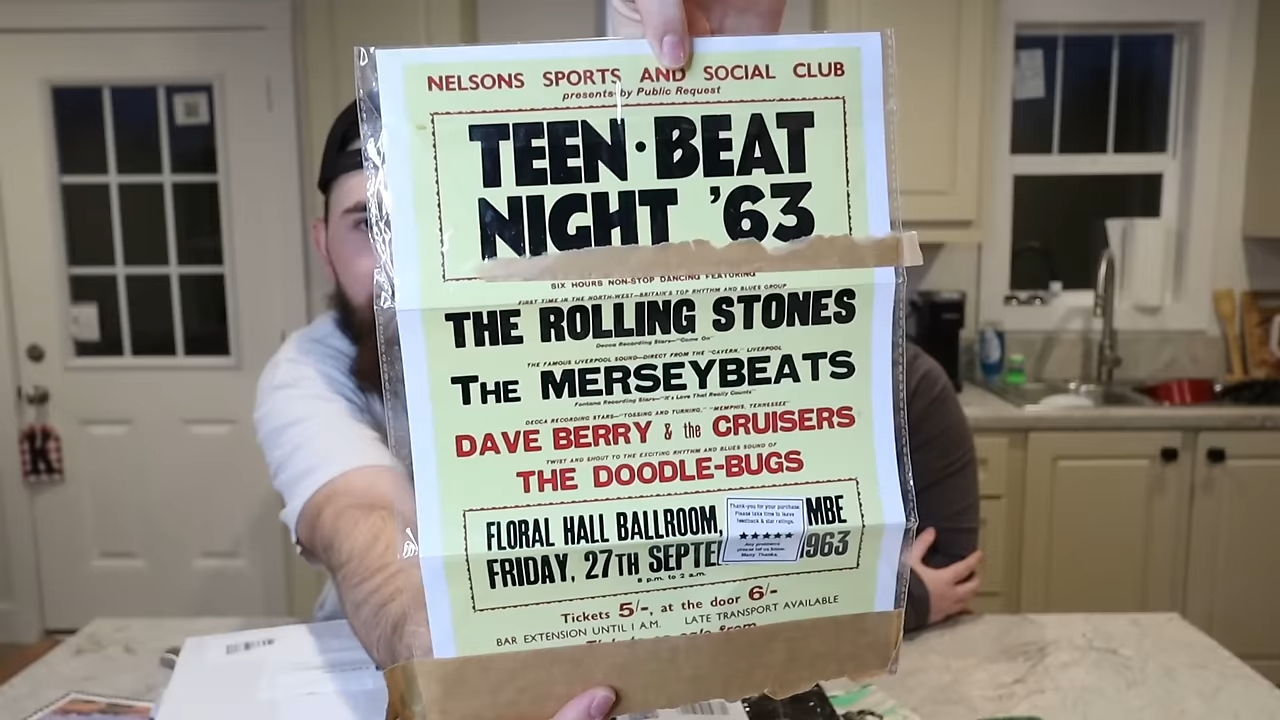 NELSONS SPORTS AND SOCIAL CLUB
presents by Public Request
TEEN·BEAT
NIGHT '63
SIX HOURS NON-STOP DANCING FEATURING
FIRST TIME IN THE NORTH-WEST—BRITAIN'S TOP RHYTHM AND BLUES GROUP
THE ROLLING STONES
Decca Recording Stars—"Come On"
THE FAMOUS LIVERPOOL SOUND—DIRECT FROM THE "CAVERN," LIVERPOOL
THE MERSEYBEATS
Fontana Recording Stars—"It's Love That Really Counts"
DECCA RECORDING STARS—"TOSSING AND TURNING," "MEMPHIS, TENNESSEE"
DAVE BERRY & the CRUISERS
TWIST AND SHOUT TO THE EXCITING RHYTHM AND BLUES SOUND OF
THE DOODLE-BUGS
FLORAL HALL BALLROOM, MBE
FRIDAY, 27TH SEPTE 1963
8 p.m. to 2 a.m.
Thank-you for your purchase.
Please take time to leave
feedback & star ratings.
★★★★★
Any problems
please let us know.
Many Thanks.
Tickets 5/-, at the door 6/-
BAR EXTENSION UNTIL 1 A.M. LATE TRANSPORT AVAILABLE
K